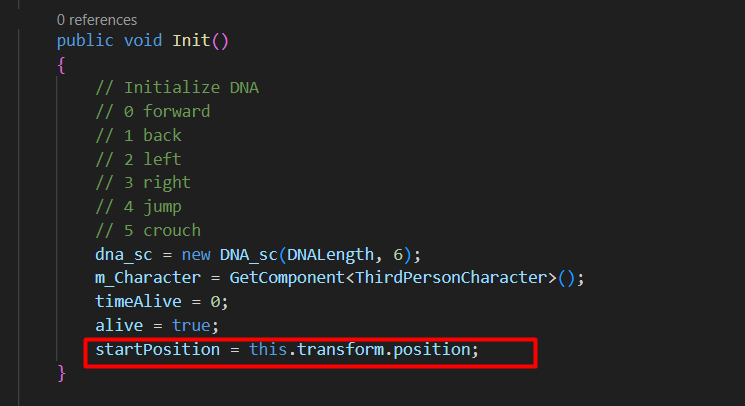 0 references
public void Init()
{
// Initialize DNA
// 0 forward
// 1 back
// 2 left
// 3 right
// 4 jump
// 5 crouch
dna_sc = new DNA_sc(DNALength, 6);
m_Character = GetComponent<ThirdPersonCharacter>();
timeAlive = 0;
alive = true;
startPosition = this.transform.position;
}